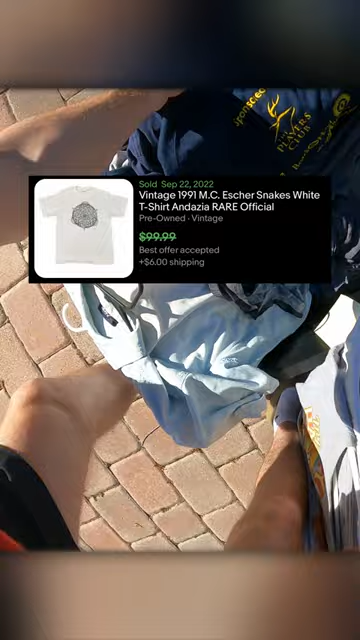 PLAYERS
CLUB
Sold Sep 22, 2022
Vintage 1991 M.C. Escher Snakes White
T-Shirt Andazia RARE Official
Pre-Owned · Vintage
$99.99
Best offer accepted
+$6.00 shipping